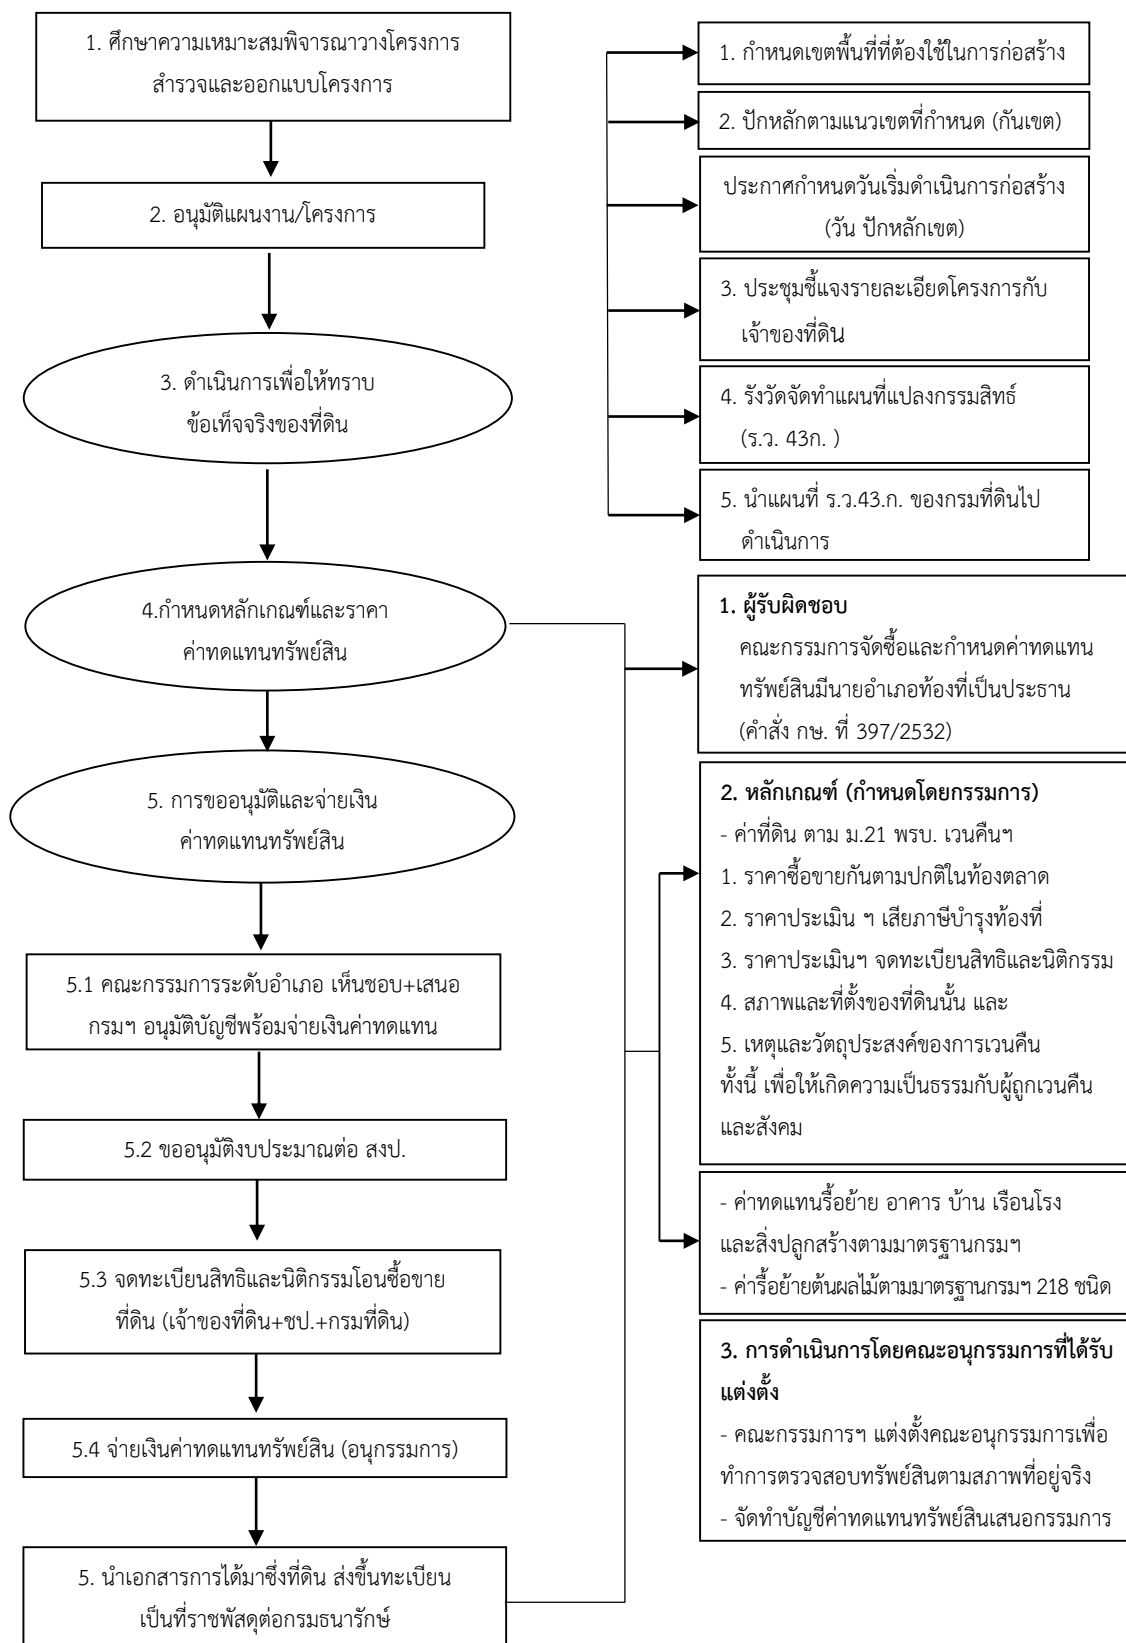 1. ศึกษาความเหมาะสมพิจารณาวางโครงการ
สำรวจและออกแบบโครงการ
2. อนุมัติแผนงาน/โครงการ
3. ดำเนินการเพื่อให้ทราบ
ข้อเท็จจริงของที่ดิน
4.กำหนดหลักเกณฑ์และราคา
ค่าทดแทนทรัพย์สิน
5. การขออนุมัติและจ่ายเงิน
ค่าทดแทนทรัพย์สิน
5.1 คณะกรรมการระดับอำเภอ เห็นชอบ+เสนอ
กรมฯ อนุมัติบัญชีพร้อมจ่ายเงินค่าทดแทน
5.2 ขออนุมัติงบประมาณต่อ สงป.
5.3 จดทะเบียนสิทธิและนิติกรรมโอนซื้อขาย
ที่ดิน (เจ้าของที่ดิน+ชป.+กรมที่ดิน)
5.4 จ่ายเงินค่าทดแทนทรัพย์สิน (อนุกรรมการ)
5. นำเอกสารการได้มาซึ่งที่ดิน ส่งขึ้นทะเบียน
เป็นที่ราชพัสดุต่อกรมธนารักษ์
1. กำหนดเขตพื้นที่ที่ต้องใช้ในการก่อสร้าง
2. ปักหลักตามแนวเขตที่กำหนด (กันเขต)
ประกาศกำหนดวันเริ่มดำเนินการก่อสร้าง
(วัน ปักหลักเขต)
3. ประชุมชี้แจงรายละเอียดโครงการกับ
เจ้าของที่ดิน
4. รังวัดจัดทำแผนที่แปลงกรรมสิทธ์
(ร.ว. 43ก. )
5. นำแผนที่ ร.ว.43.ก. ของกรมที่ดินไป
ดำเนินการ
1. ผู้รับผิดชอบ
คณะกรรมการจัดซื้อและกำหนดค่าทดแทน
ทรัพย์สินมีนายอำเภอท้องที่เป็นประธาน
(คำสั่ง กษ. ที่ 397/2532)
2. หลักเกณฑ์ (กำหนดโดยกรรมการ)
- ค่าที่ดิน ตาม ม.21 พรบ. เวนคืนฯ
1. ราคาซื้อขายกันตามปกติในท้องตลาด
2. ราคาประเมิน ฯ เสียภาษีบำรุงท้องที่
3. ราคาประเมินฯ จดทะเบียนสิทธิและนิติกรรม
4. สภาพและที่ตั้งของที่ดินนั้น และ
5. เหตุและวัตถุประสงค์ของการเวนคืน
ทั้งนี้ เพื่อให้เกิดความเป็นธรรมกับผู้ถูกเวนคืน
และสังคม
- ค่าทดแทนรื้อย้าย อาคาร บ้าน เรือนโรง
และสิ่งปลูกสร้างตามมาตรฐานกรมฯ
- ค่ารื้อย้ายต้นผลไม้ตามมาตรฐานกรมฯ 218 ชนิด
3. การดำเนินการโดยคณะอนุกรรมการที่ได้รับ
แต่งตั้ง
- คณะกรรมการฯ แต่งตั้งคณะอนุกรรมการเพื่อ
ทำการตรวจสอบทรัพย์สินตามสภาพที่อยู่จริง
- จัดทำบัญชีค่าทดแทนทรัพย์สินเสนอกรรมการ